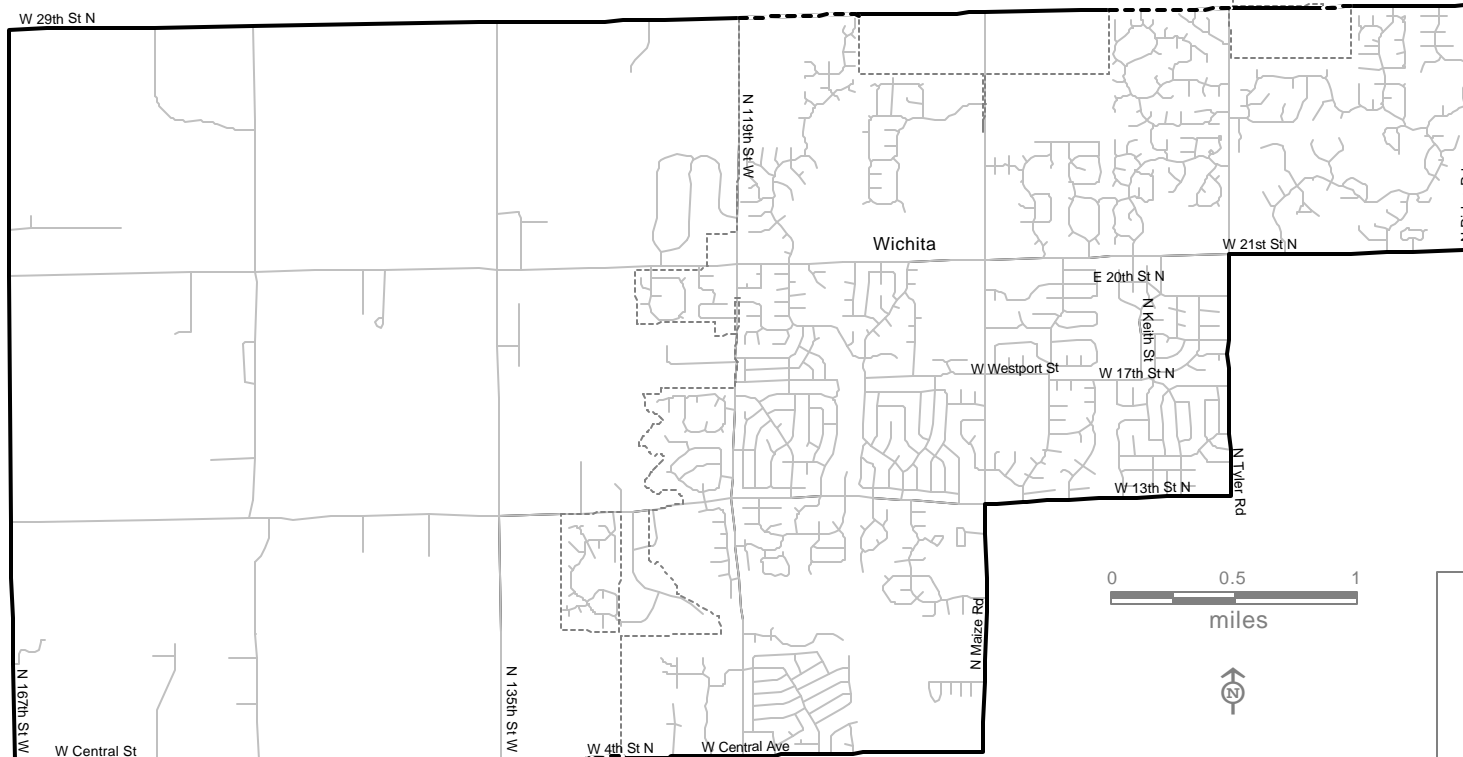 W 29th St N
N 119th St W
Wichita
W 21st St N
E 20th St N
N Keith St
W Westport St
W 17th St N
N Tyler Rd
W 13th St N
0 0.5 1
miles
N
N Maize Rd
N 167th St W
N 135th St W
W Central St
W 4th St N
W Central Ave